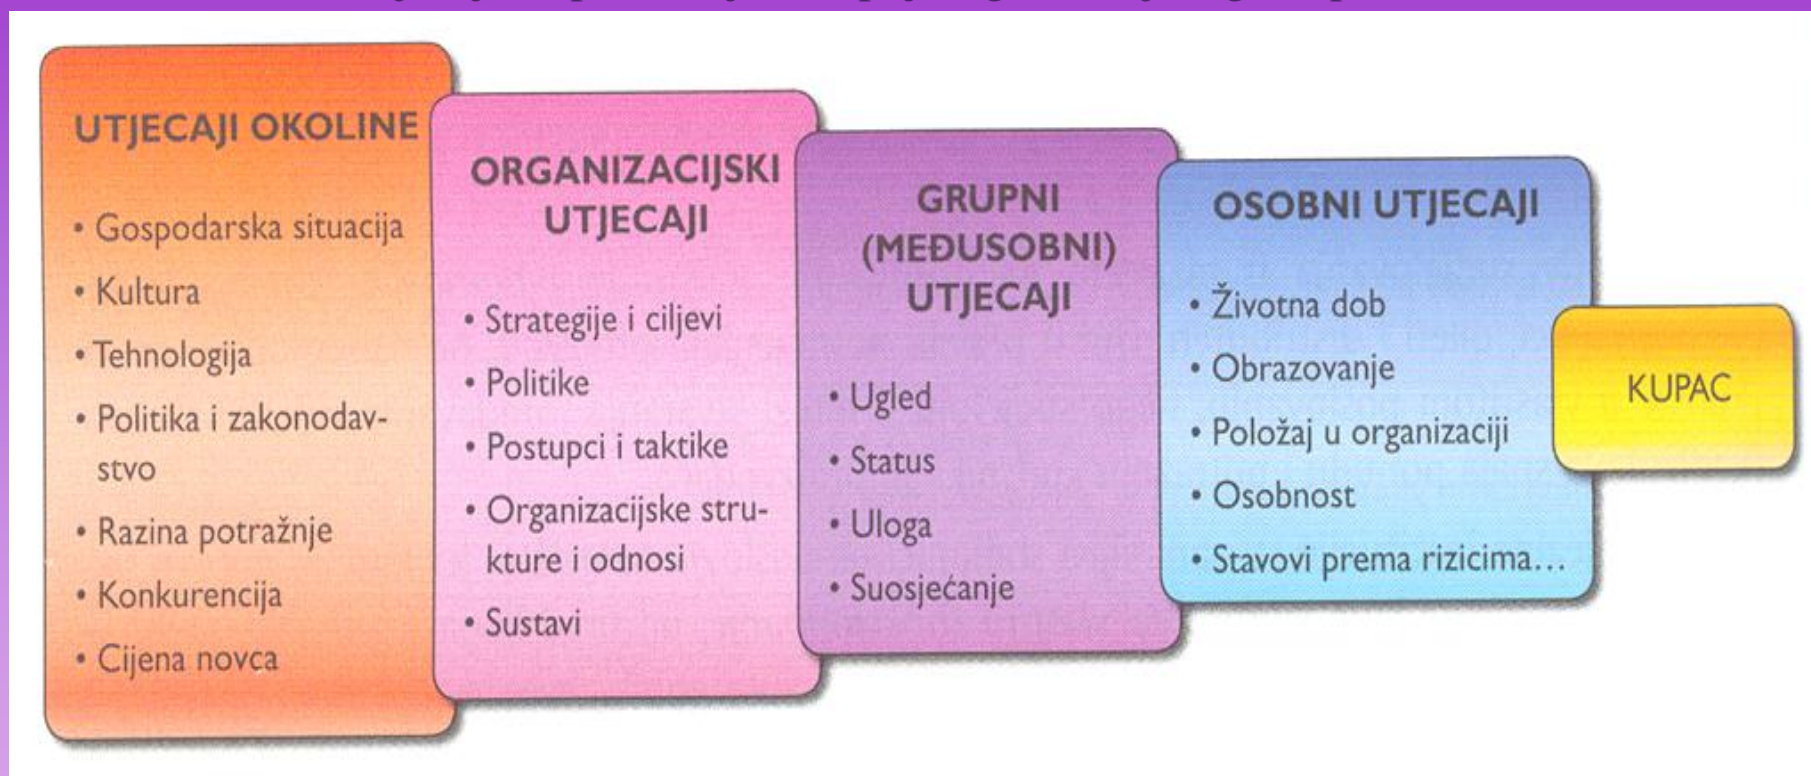 UTJECAJI OKOLINE
• Gospodarska situacija
• Kultura
• Tehnologija
• Politika i zakonodav-
stvo
• Razina potražnje
• Konkurencija
• Cijena novca
ORGANIZACIJSKI
UTJECAJI
• Strategije i ciljevi
• Politike
• Postupci i taktike
• Organizacijske stru-
kture i odnosi
• Sustavi
GRUPNI
(MEĐUSOBNI)
UTJECAJI
• Ugled
• Status
• Uloga
• Suosjećanje
OSOBNI UTJECAJI
• Životna dob
• Obrazovanje
• Položaj u organizaciji
• Osobnost
• Stavovi prema rizicima...
KUPAC